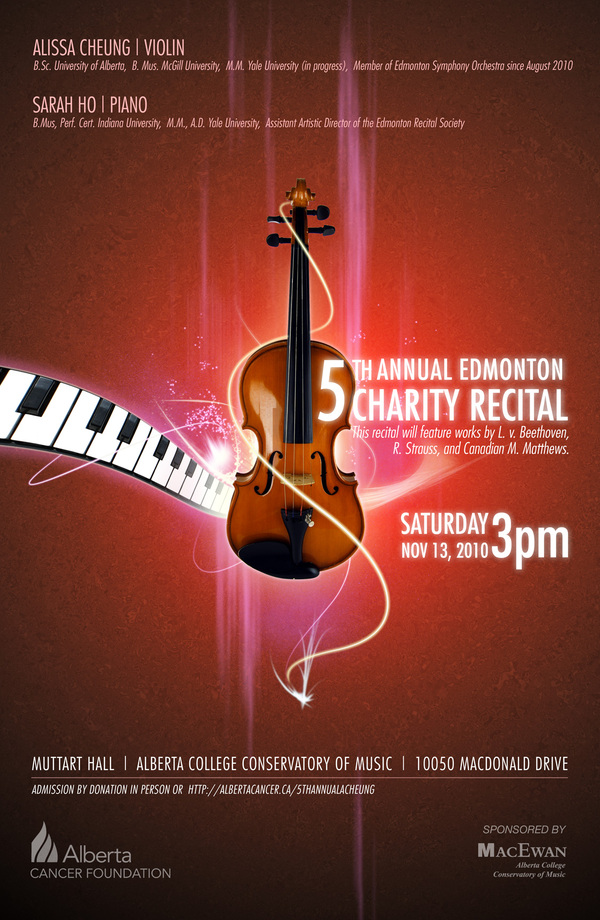 ALISSA CHEUNG | VIOLIN
B.Sc. University of Alberta, B. Mus. McGill University, M.M. Yale University (in progress), Member of Edmonton Symphony Orchestra since August 2010
SARAH HO | PIANO
B.Mus, Perf. Cert. Indiana University, M.M., A.D. Yale University, Assistant Artistic Director of the Edmonton Recital Society
5TH ANNUAL EDMONTON
CHARITY RECITAL
This recital will feature works by L. v. Beethoven,
R. Strauss, and Canadian M. Matthews.
SATURDAY 3pm
NOV 13, 2010
MUTTART HALL | ALBERTA COLLEGE CONSERVATORY OF MUSIC | 10050 MACDONALD DRIVE
ADMISSION BY DONATION IN PERSON OR HTTP://ALBERTACANCER.CA/5THANNUALACHEUNG
Alberta
CANCER FOUNDATION
SPONSORED BY
MACEWAN
Alberta College
Conservatory of Music